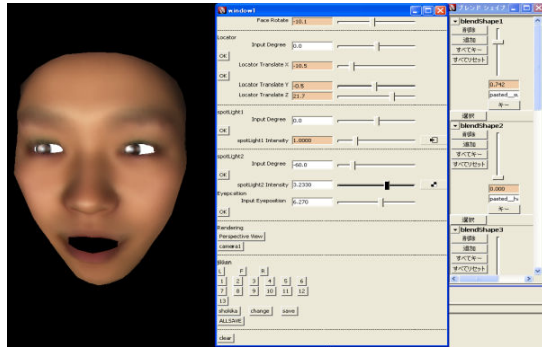 window1
Face Rotate -10.1
Locator
Input Degree 0.0
OK
Locator Translate X -10.5
OK
Locator Translate Y -0.5
Locator Translate Z 21.7
spotLight1
Input Degree 0.0
OK
spotLight1 Intensity 1.8000
spotLight2
Input Degree -60.0
OK
spotLight2 Intensity 3.2330
Eyeposition
Input Eyeposition 6.270
OK
Rendering
Perspective View
camera1
L F R
1 2 3 4 5 6
7 8 9 10 11 12
13
shokika change save
ALLSAVE
clear
ブレンド シェイプ
blendShape1
削除
追加
すべてキー
すべてリセット
0.742
キー
選択
blendShape2
削除
追加
すべてキー
すべてリセット
0.000
キー
選択
blendShape3
削除
追加
すべてキー
すべてリセット